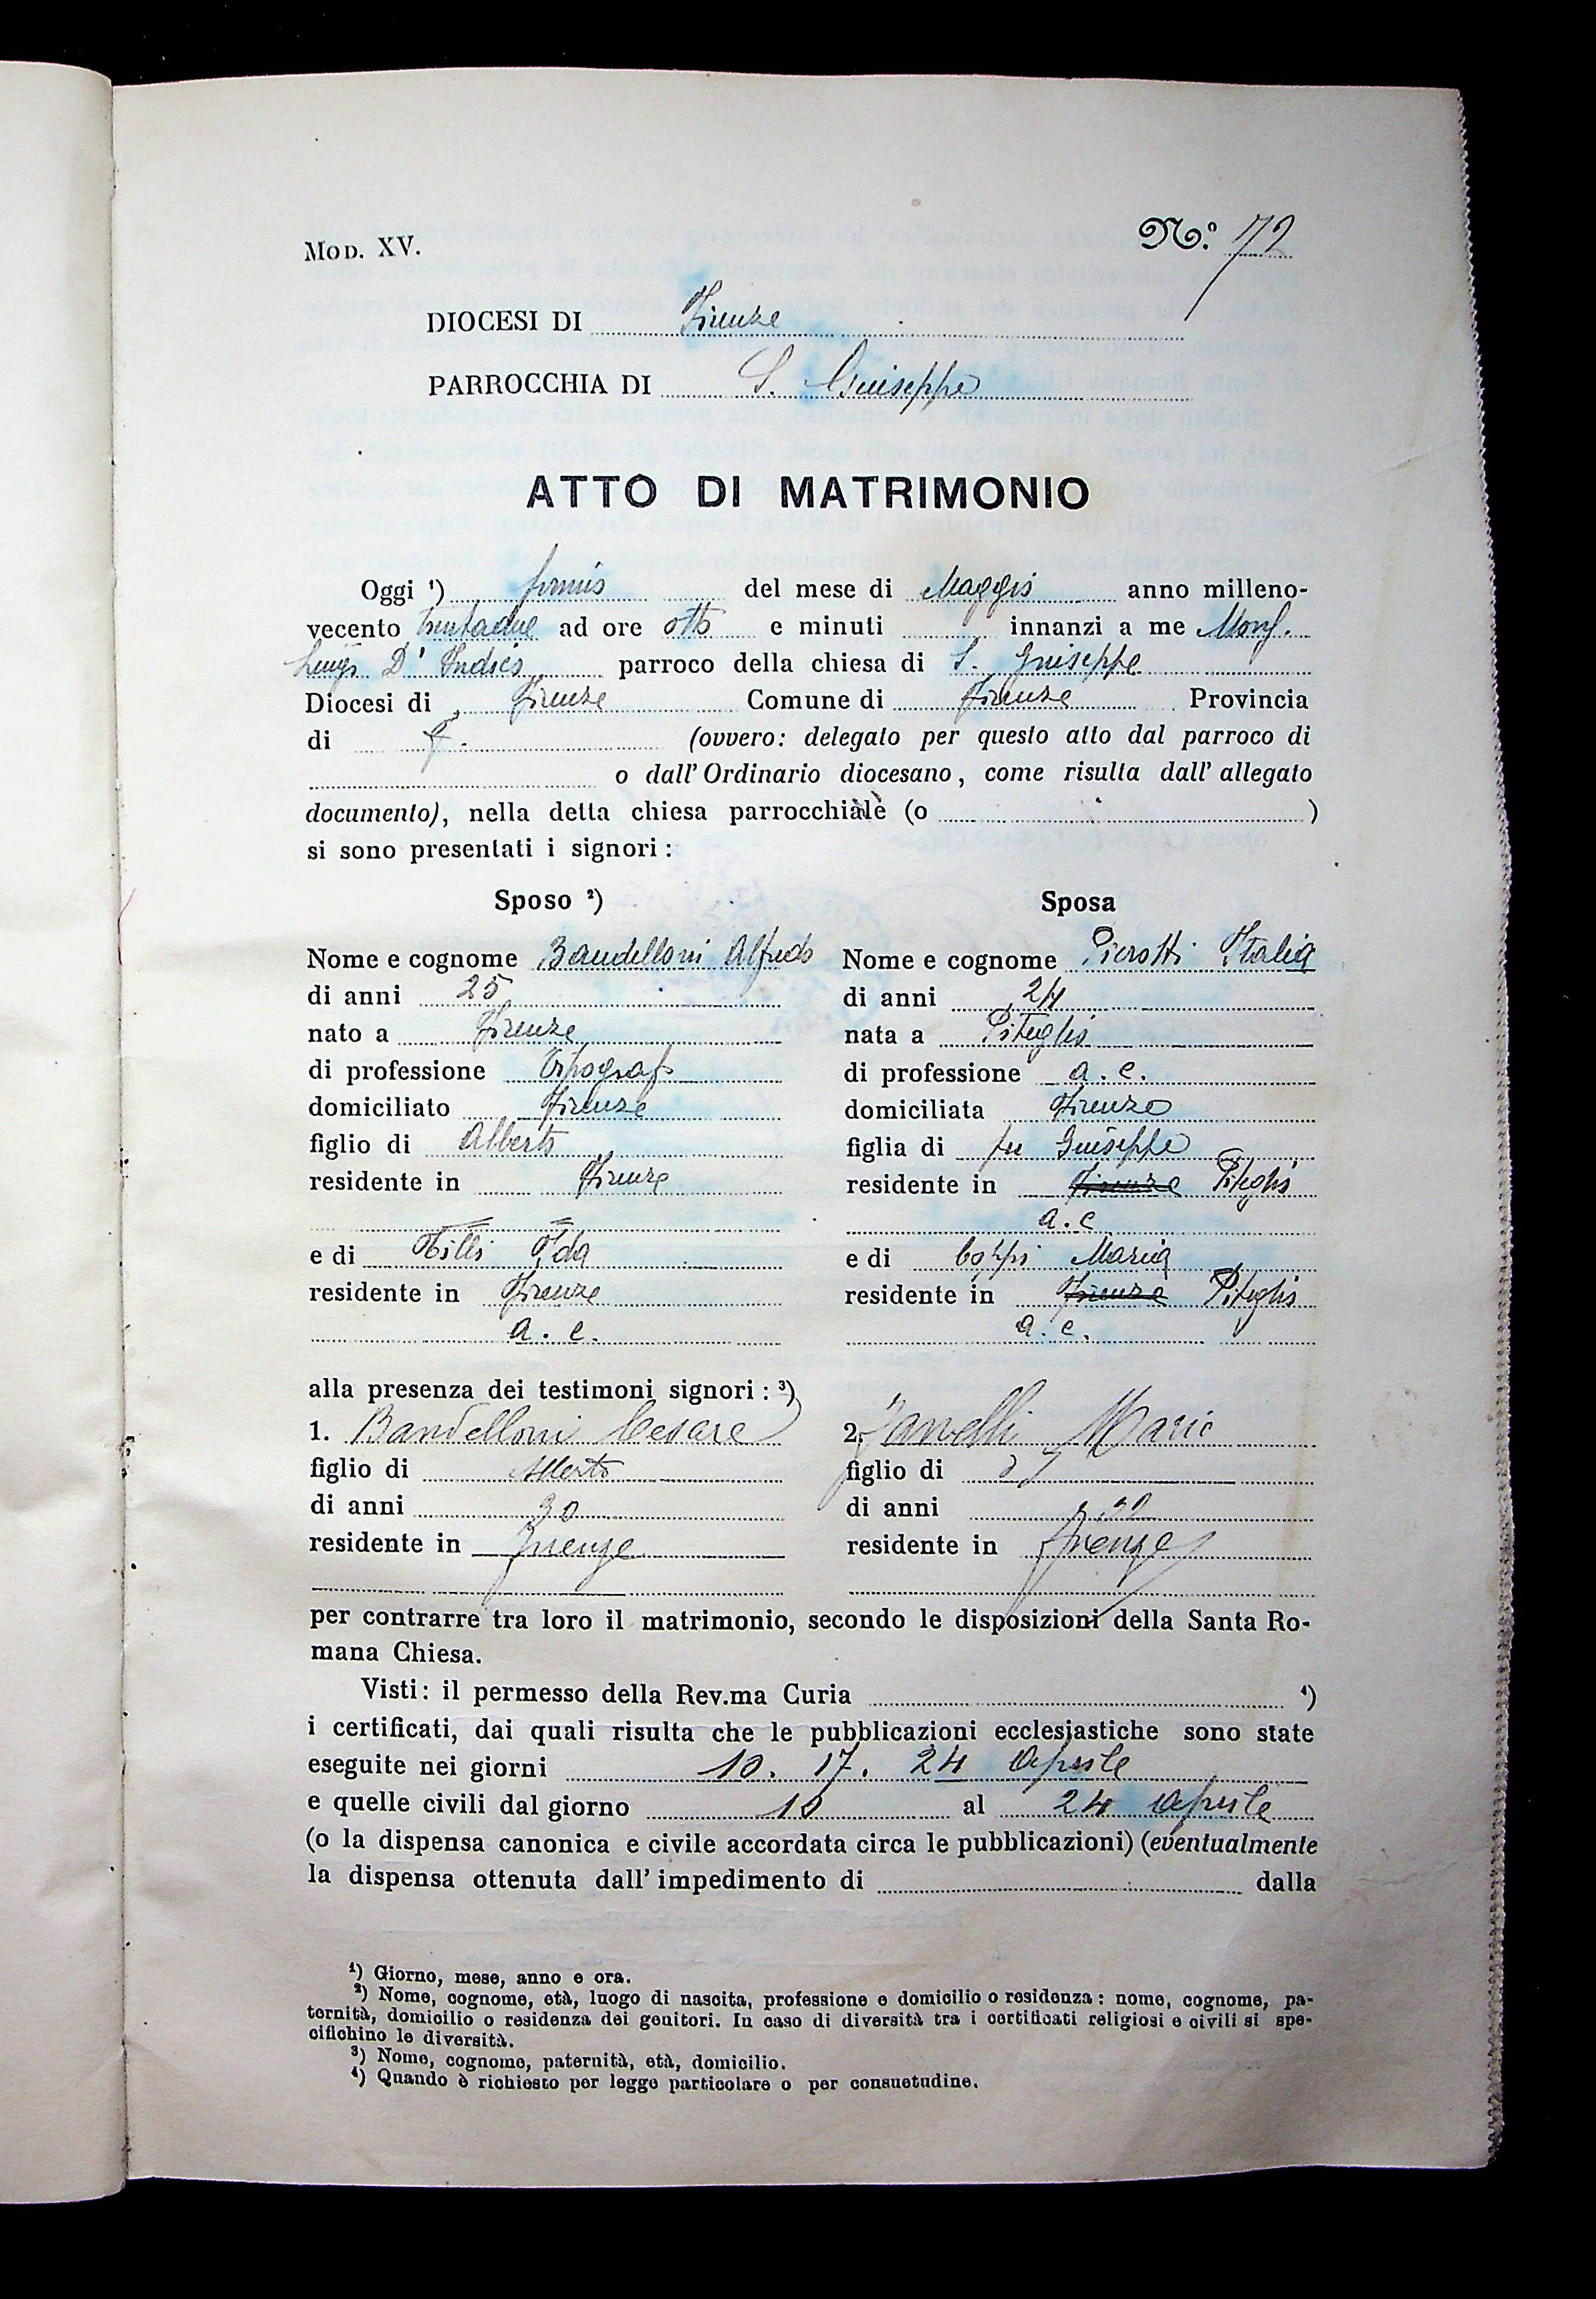 Mod. XV.
N.o 72
DIOCESI DI Firenze
PARROCCHIA DI S. Giuseppe
ATTO DI MATRIMONIO
Oggi 1) primo del mese di Maggio anno milleno-
vecento trentadue ad ore otto e minuti innanzi a me Mons.
Luigi D'Indico parroco della chiesa di S. Giuseppe
Diocesi di Firenze Comune di Firenze Provincia
di F. (ovvero: delegato per questo atto dal parroco di
o dall'Ordinario diocesano, come risulta dall'allegato
documento), nella detta chiesa parrocchiale (o )
si sono presentati i signori:
Sposo 2)
Nome e cognome Bandelloni Alfredo
di anni 25
nato a Firenze
di professione Tipografo
domiciliato Firenze
figlio di Alberto
residente in Firenze
e di Tilli Ida
residente in Firenze
a. c.
Sposa
Nome e cognome Pierotti Italia
di anni 24
nata a Piteglio
di professione a. c.
domiciliata Firenze
figlia di fu Giuseppe
residente in Firenze Piteglio
a. c
e di Coppi Maria
residente in Firenze Piteglio
a. c.
alla presenza dei testimoni signori: 3)
1. Bandelloni Cesare
figlio di Alberto
di anni 30
residente in Firenze
2. Mario
figlio di
di anni
residente in Firenze
per contrarre tra loro il matrimonio, secondo le disposizioni della Santa Ro-
mana Chiesa.
Visti: il permesso della Rev.ma Curia 4)
i certificati, dai quali risulta che le pubblicazioni ecclesiastiche sono state
eseguite nei giorni 10. 17. 24 Aprile
e quelle civili dal giorno 10 al 24 Aprile
(o la dispensa canonica e civile accordata circa le pubblicazioni) (eventualmente
la dispensa ottenuta dall'impedimento di dalla
1) Giorno, mese, anno e ora.
2) Nome, cognome, età, luogo di nascita, professione e domicilio o residenza: nome, cognome, pa-
ternità, domicilio o residenza dei genitori. In caso di diversità tra i certificati religiosi e civili si spe-
cifichino le diversità.
3) Nome, cognome, paternità, età, domicilio.
4) Quando è richiesto per legge particolare o per consuetudine.